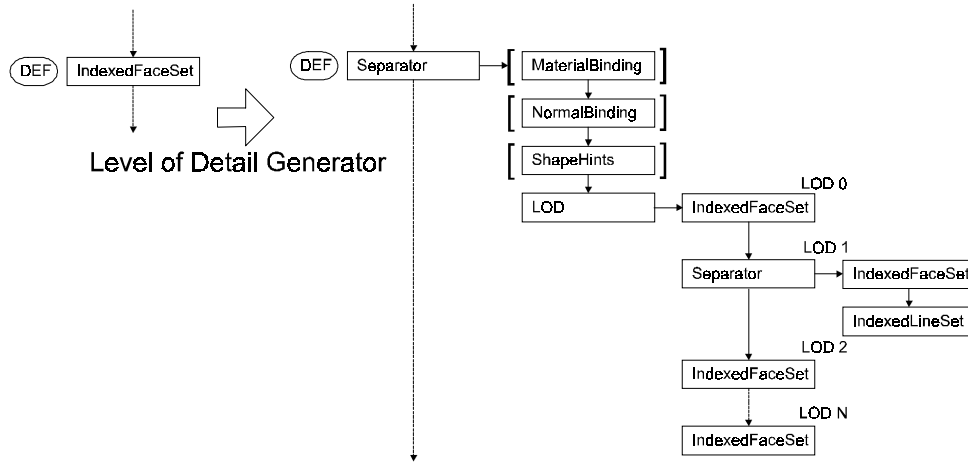 DEF
IndexedFaceSet
Level of Detail Generator
DEF
Separator
[ MaterialBinding ]
[ NormalBinding ]
[ ShapeHints ]
LOD
LOD 0
IndexedFaceSet
LOD 1
Separator
IndexedFaceSet
IndexedLineSet
LOD 2
IndexedFaceSet
LOD N
IndexedFaceSet